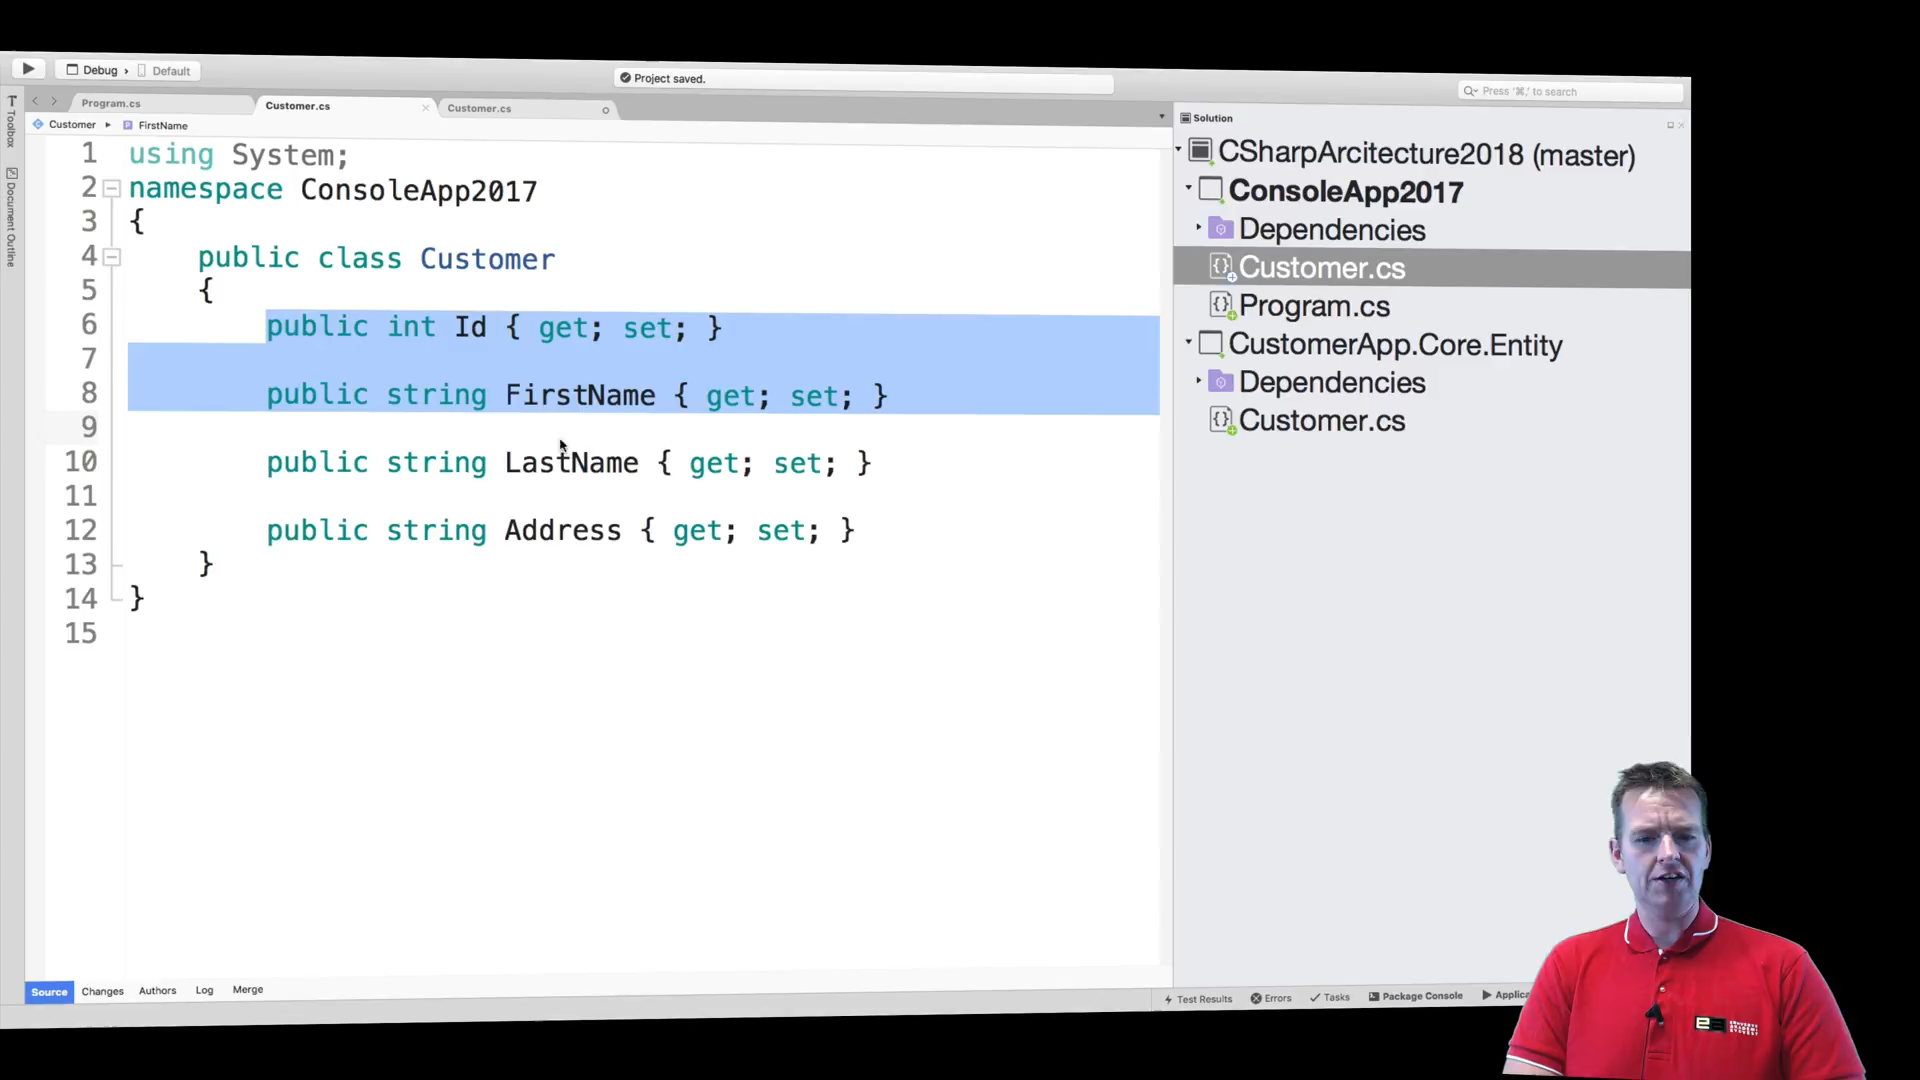 Debug › Default
Project saved.
Press '⌘,' to search
Program.cs
Customer.cs
Customer.cs
Solution
Toolbox
Document Outline
Customer ▸ FirstName
1 using System;
2 namespace ConsoleApp2017
3 {
4 public class Customer
5 {
6 public int Id { get; set; }
7
8 public string FirstName { get; set; }
9
10 public string LastName { get; set; }
11
12 public string Address { get; set; }
13 }
14 }
15
CSharpArcitecture2018 (master)
ConsoleApp2017
Dependencies
{} Customer.cs
{} Program.cs
CustomerApp.Core.Entity
Dependencies
{} Customer.cs
Source Changes Authors Log Merge
Test Results Errors Tasks Package Console Applica